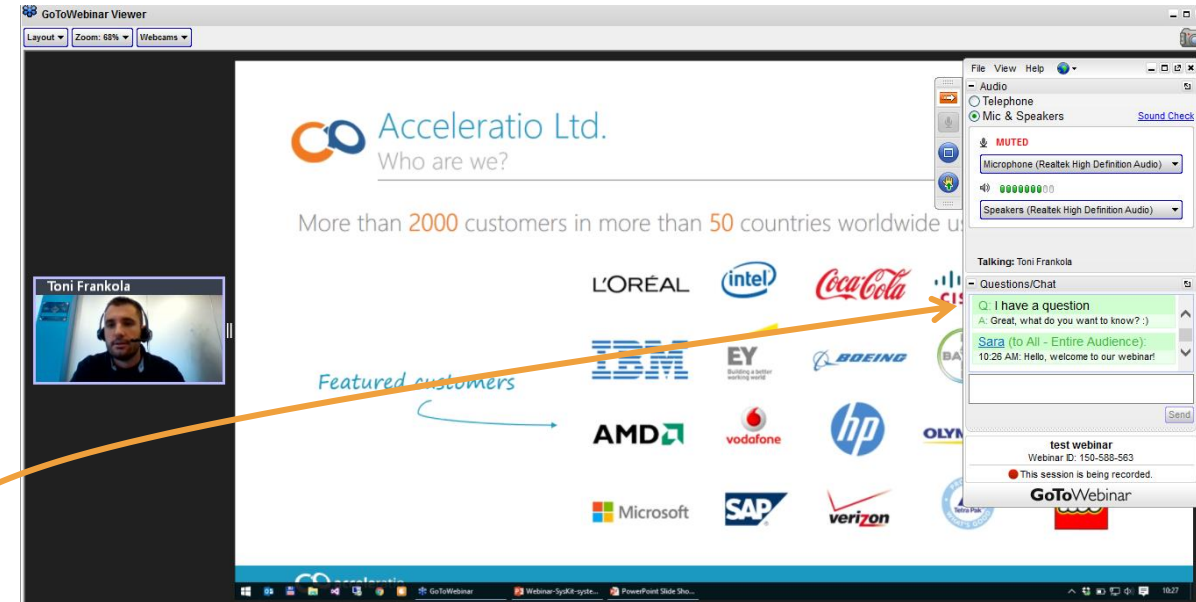 GoToWebinar Viewer
Layout
Zoom: 68%
Webcams
Toni Frankola
Acceleratio Ltd.
Who are we?
More than 2000 customers in more than 50 countries worldwide
Featured customers
L'ORÉAL
intel
Coca-Cola
IBM
EY
Building a better
working world
BOEING
AMD
vodafone
hp
Microsoft
SAP
verizon
Tetra Pak
File View Help
Audio
Telephone
Mic & Speakers
Sound Check
MUTED
Microphone (Realtek High Definition Audio)
Speakers (Realtek High Definition Audio)
Talking: Toni Frankola
Questions/Chat
Q: I have a question
A: Great, what do you want to know? :)
Sara (to All - Entire Audience):
10:26 AM: Hello, welcome to our webinar!
Send
test webinar
Webinar ID: 150-588-563
This session is being recorded.
GoToWebinar
GoToWebinar
Webinar-SysKit-syste...
PowerPoint Slide Sho...
10:27